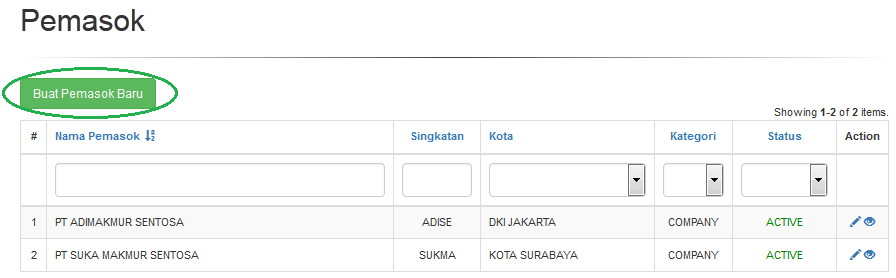 Pemasok
Buat Pemasok Baru
Showing 1-2 of 2 items.
# Nama Pemasok Singkatan Kota Kategori Status Action
1 PT ADIMAKMUR SENTOSA ADISE DKI JAKARTA COMPANY ACTIVE
2 PT SUKA MAKMUR SENTOSA SUKMA KOTA SURABAYA COMPANY ACTIVE